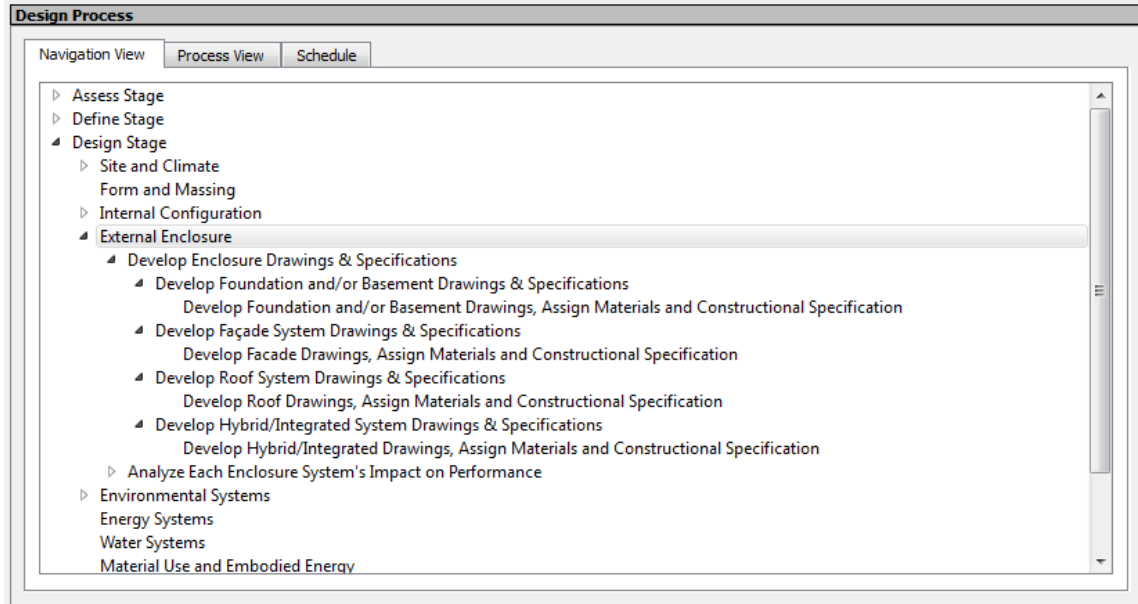 Design Process
Navigation View Process View Schedule
Assess Stage
Define Stage
Design Stage
Site and Climate
Form and Massing
Internal Configuration
External Enclosure
Develop Enclosure Drawings & Specifications
Develop Foundation and/or Basement Drawings & Specifications
Develop Foundation and/or Basement Drawings, Assign Materials and Constructional Specification
Develop Façade System Drawings & Specifications
Develop Facade Drawings, Assign Materials and Constructional Specification
Develop Roof System Drawings & Specifications
Develop Roof Drawings, Assign Materials and Constructional Specification
Develop Hybrid/Integrated System Drawings & Specifications
Develop Hybrid/Integrated Drawings, Assign Materials and Constructional Specification
Analyze Each Enclosure System's Impact on Performance
Environmental Systems
Energy Systems
Water Systems
Material Use and Embodied Energy